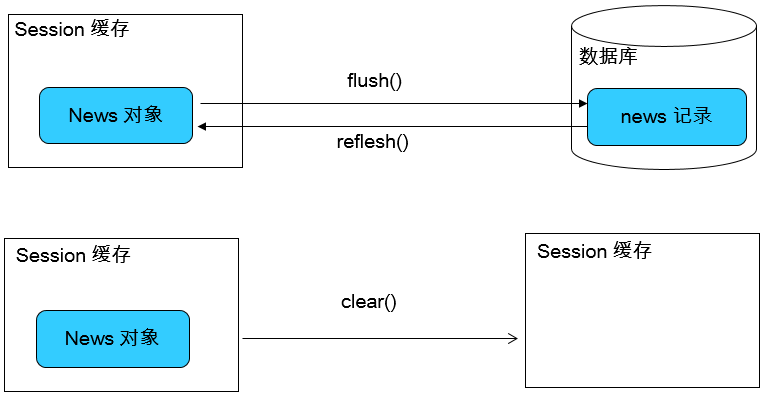 Session 缓存
数据库
flush()
News 对象
news 记录
reflesh()
Session 缓存
Session 缓存
clear()
News 对象